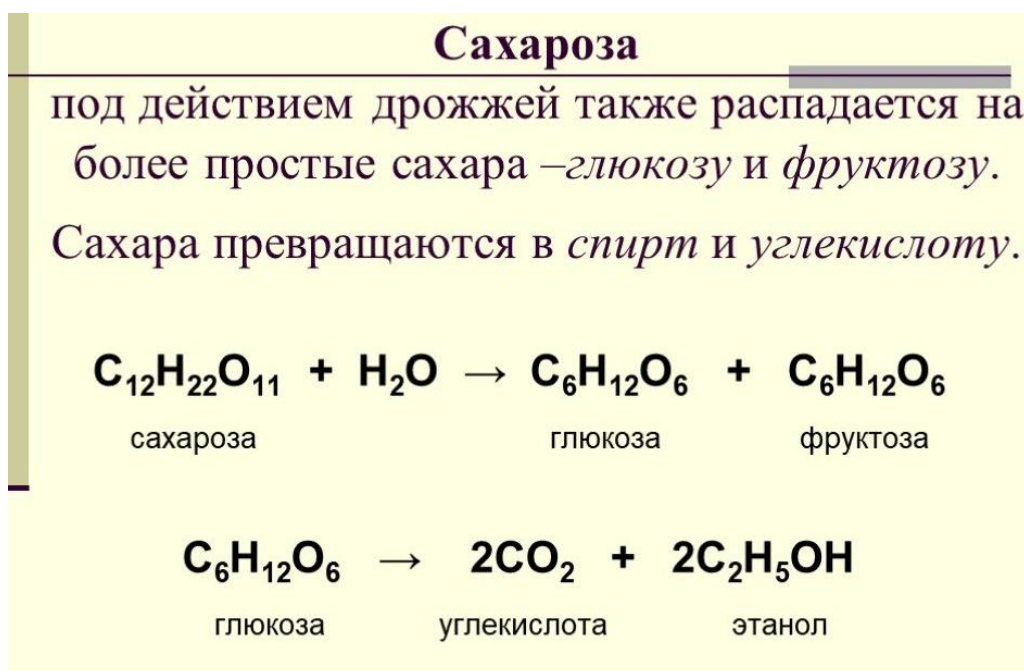 Сахароза
под действием дрожжей также распадается на
более простые сахара –глюкозу и фруктозу.
Сахара превращаются в спирт и углекислоту.
C₁₂H₂₂O₁₁ + H₂O → C₆H₁₂O₆ + C₆H₁₂O₆
сахароза глюкоза фруктоза
C₆H₁₂O₆ → 2CO₂ + 2C₂H₅OH
глюкоза углекислота этанол